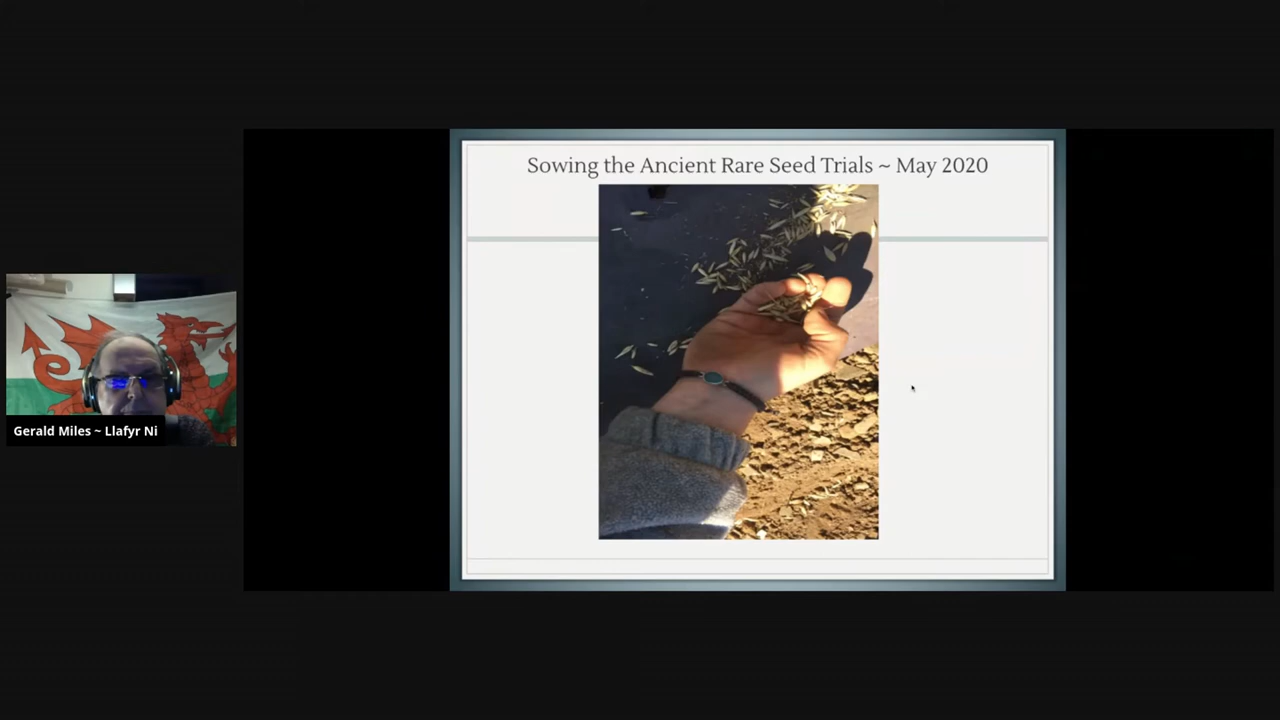 Sowing the Ancient Rare Seed Trials ~ May 2020
Gerald Miles ~ Llafyr Ni